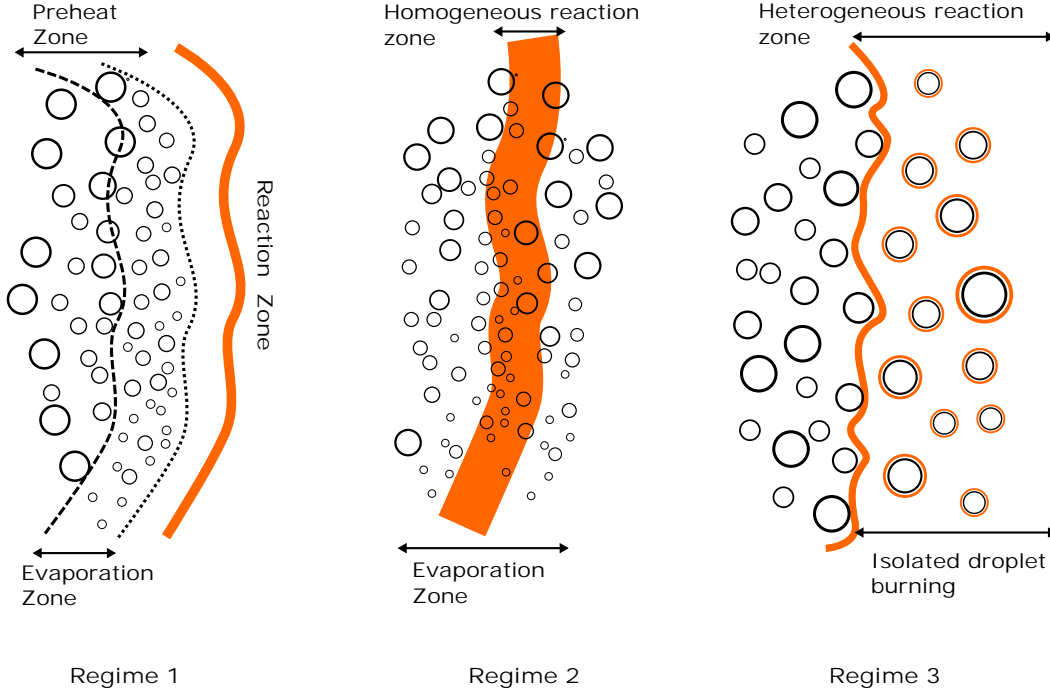 Preheat
Zone
Reaction Zone
Evaporation
Zone
Regime 1
Homogeneous reaction
zone
Evaporation
Zone
Regime 2
Heterogeneous reaction
zone
Isolated droplet
burning
Regime 3